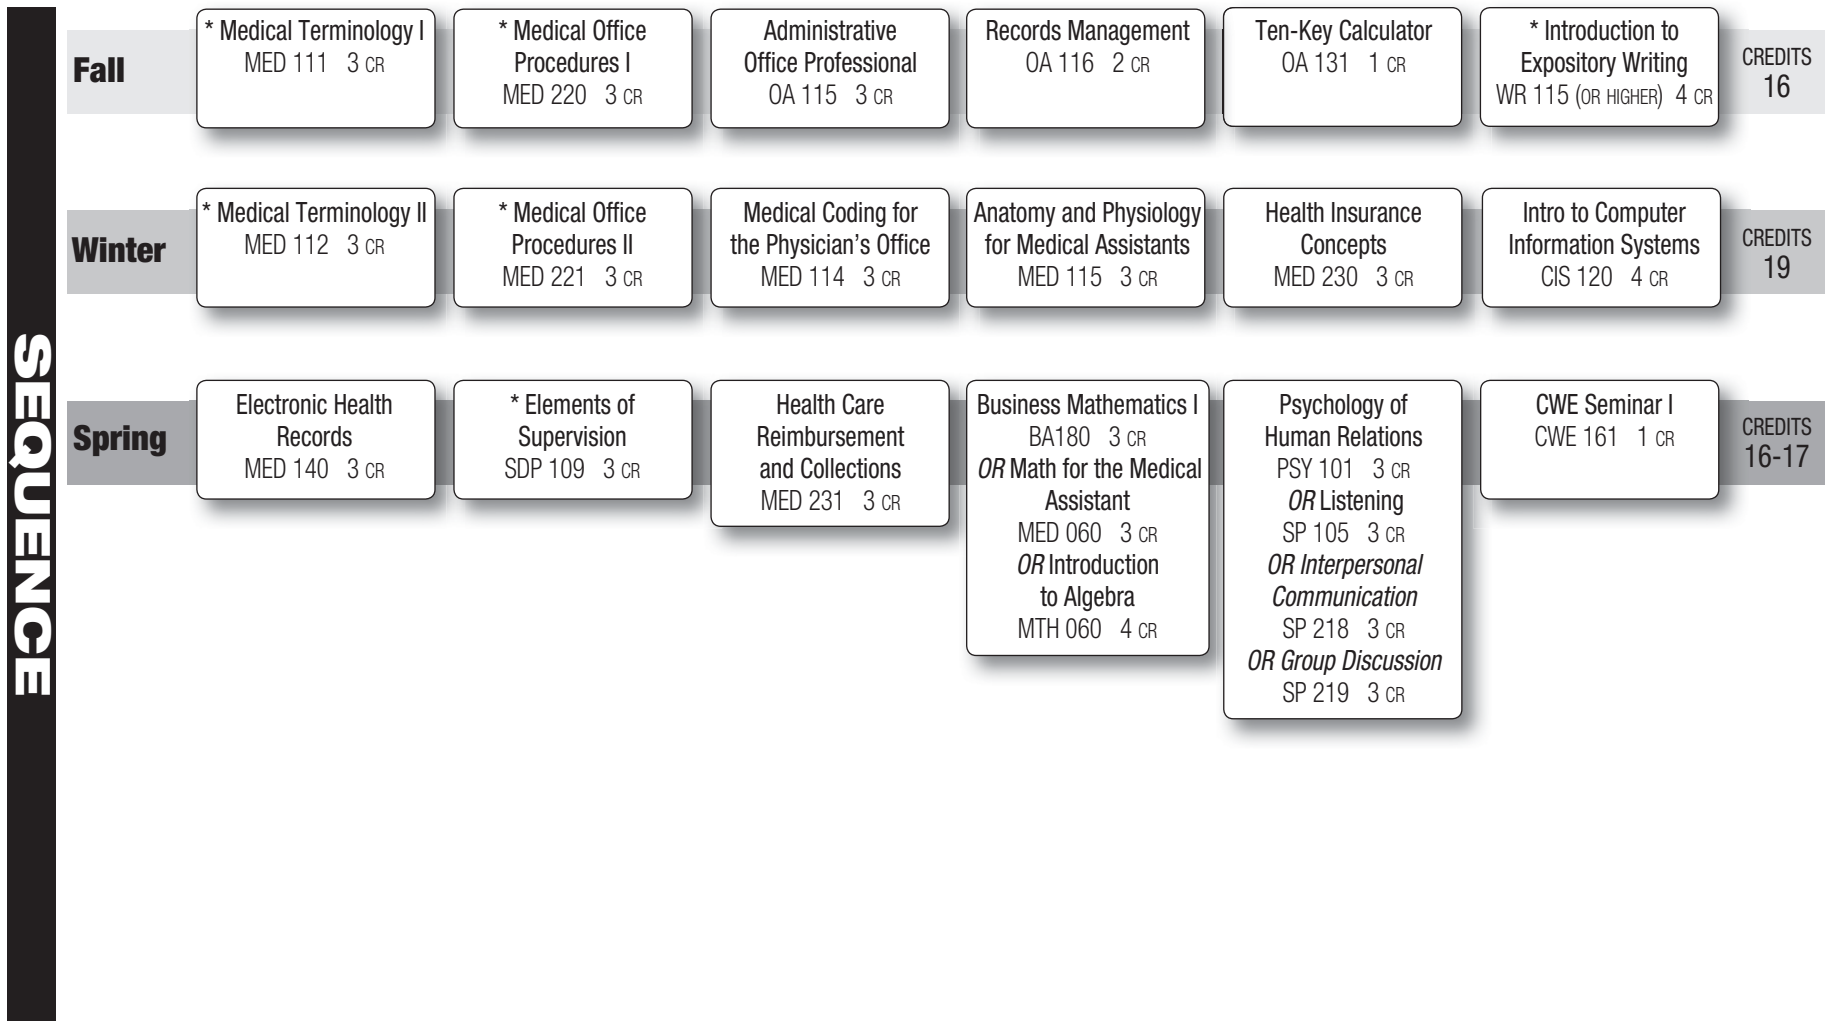 SEQUENCE
Fall
* Medical Terminology I
MED 111 3 CR
* Medical Office
Procedures I
MED 220 3 CR
Administrative
Office Professional
OA 115 3 CR
Records Management
OA 116 2 CR
Ten-Key Calculator
OA 131 1 CR
* Introduction to
Expository Writing
WR 115 (OR HIGHER) 4 CR
CREDITS
16
Winter
* Medical Terminology II
MED 112 3 CR
* Medical Office
Procedures II
MED 221 3 CR
Medical Coding for
the Physician’s Office
MED 114 3 CR
Anatomy and Physiology
for Medical Assistants
MED 115 3 CR
Health Insurance
Concepts
MED 230 3 CR
Intro to Computer
Information Systems
CIS 120 4 CR
CREDITS
19
Spring
Electronic Health
Records
MED 140 3 CR
* Elements of
Supervision
SDP 109 3 CR
Health Care
Reimbursement
and Collections
MED 231 3 CR
Business Mathematics I
BA180 3 CR
OR Math for the Medical
Assistant
MED 060 3 CR
OR Introduction
to Algebra
MTH 060 4 CR
Psychology of
Human Relations
PSY 101 3 CR
OR Listening
SP 105 3 CR
OR Interpersonal
Communication
SP 218 3 CR
OR Group Discussion
SP 219 3 CR
CWE Seminar I
CWE 161 1 CR
CREDITS
16-17